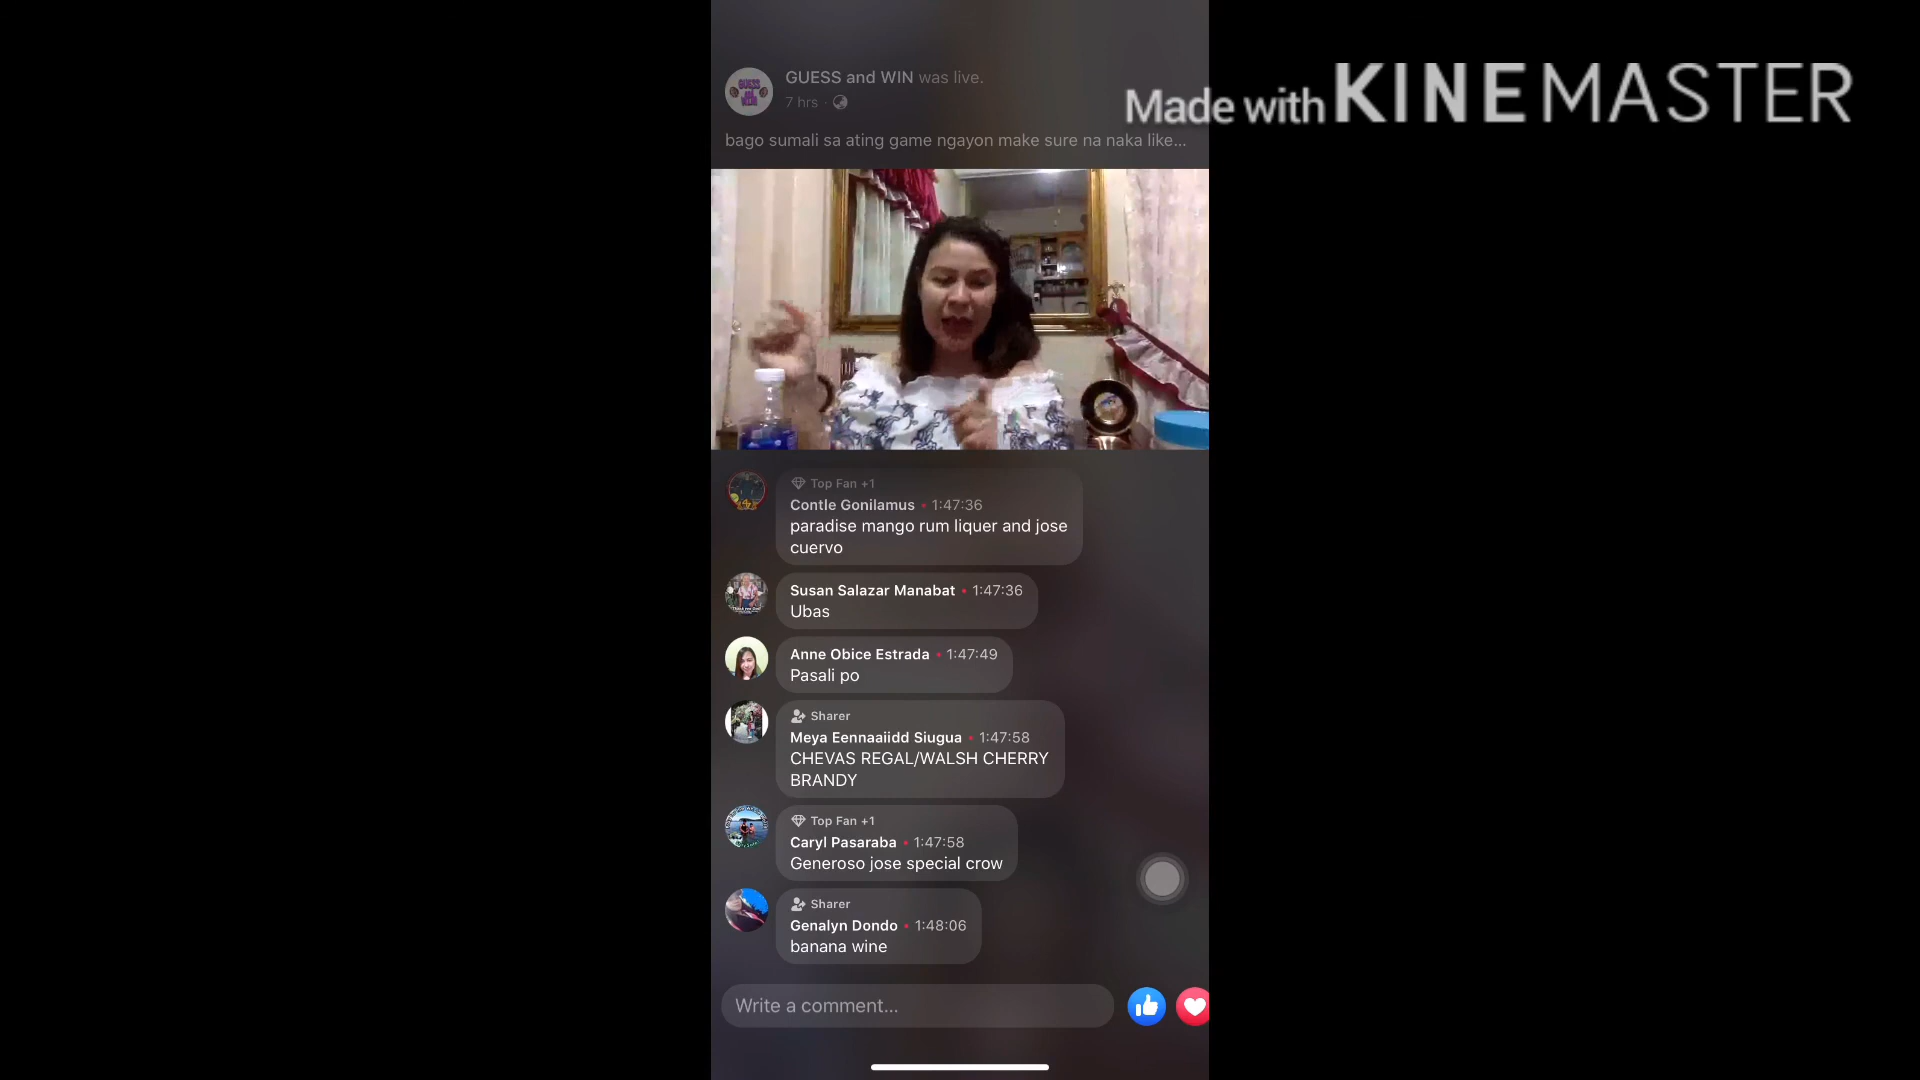 GUESS and WIN was live.
7 hrs ·
Made with KINEMASTER
bago sumali sa ating game ngayon make sure na naka like...
Top Fan +1
Contle Gonilamus • 1:47:36
paradise mango rum liquer and jose
cuervo
Susan Salazar Manabat • 1:47:36
Ubas
Anne Obice Estrada • 1:47:49
Pasali po
Sharer
Meya Eennaaiidd Siugua • 1:47:58
CHEVAS REGAL/WALSH CHERRY
BRANDY
Top Fan +1
Caryl Pasaraba • 1:47:58
Generoso jose special crow
Sharer
Genalyn Dondo • 1:48:06
banana wine
Write a comment...